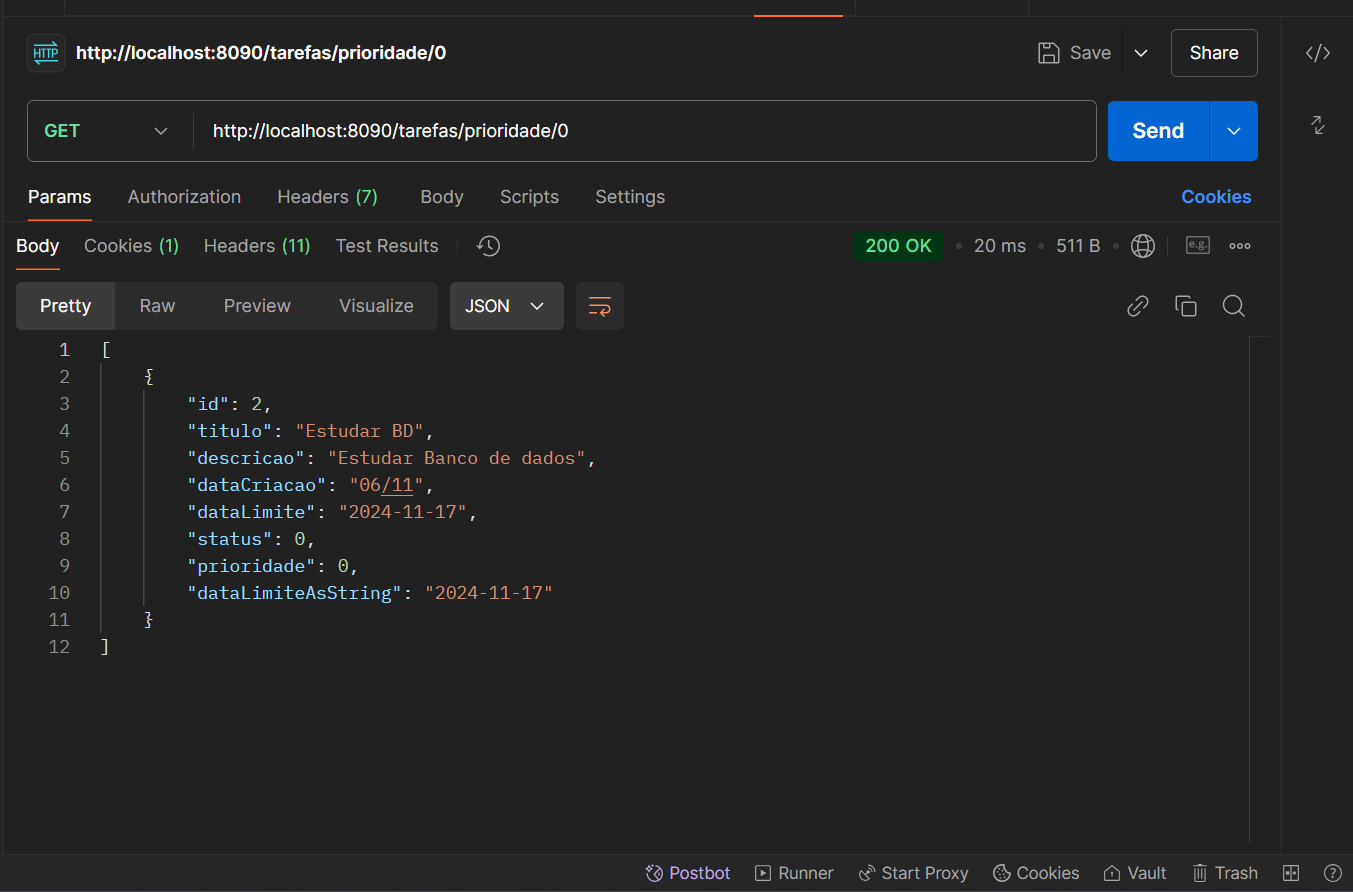 HTTP http://localhost:8090/tarefas/prioridade/0 Save Share
GET http://localhost:8090/tarefas/prioridade/0 Send
Params Authorization Headers (7) Body Scripts Settings Cookies
Body Cookies (1) Headers (11) Test Results 200 OK 20 ms 511 B e.g.
Pretty Raw Preview Visualize JSON
1 [
2 {
3 "id": 2,
4 "titulo": "Estudar BD",
5 "descricao": "Estudar Banco de dados",
6 "dataCriacao": "06/11",
7 "dataLimite": "2024-11-17",
8 "status": 0,
9 "prioridade": 0,
10 "dataLimiteAsString": "2024-11-17"
11 }
12 ]
Postbot Runner Start Proxy Cookies Vault Trash